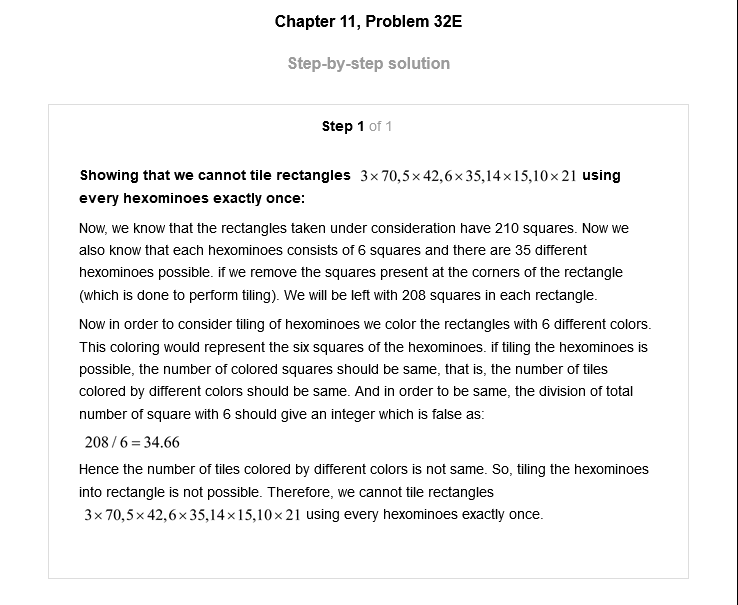 Chapter 11, Problem 32E
Step-by-step solution
Step 1 of 1
Showing that we cannot tile rectangles 3×70,5×42,6×35,14×15,10×21 using
every hexominoes exactly once:
Now, we know that the rectangles taken under consideration have 210 squares. Now we
also know that each hexominoes consists of 6 squares and there are 35 different
hexominoes possible. if we remove the squares present at the corners of the rectangle
(which is done to perform tiling). We will be left with 208 squares in each rectangle.
Now in order to consider tiling of hexominoes we color the rectangles with 6 different colors.
This coloring would represent the six squares of the hexominoes. if tiling the hexominoes is
possible, the number of colored squares should be same, that is, the number of tiles
colored by different colors should be same. And in order to be same, the division of total
number of square with 6 should give an integer which is false as:
208 / 6 = 34.66
Hence the number of tiles colored by different colors is not same. So, tiling the hexominoes
into rectangle is not possible. Therefore, we cannot tile rectangles
3×70,5×42,6×35,14×15,10×21 using every hexominoes exactly once.